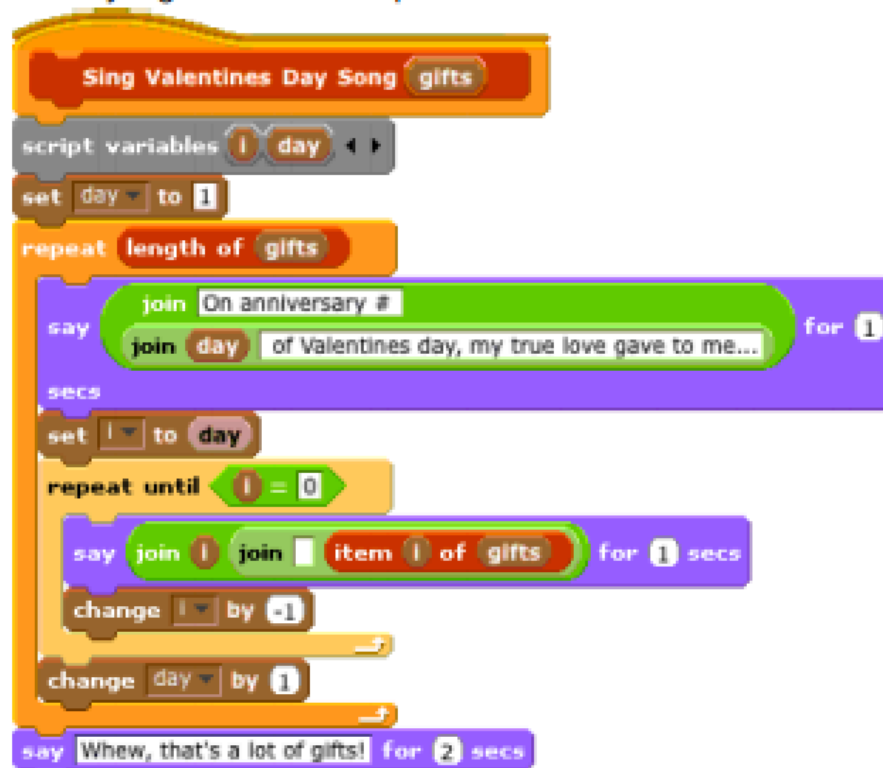 Sing Valentines Day Song gifts
script variables i day
set day to 1
repeat length of gifts
join On anniversary #
say for 1
join day of Valentines day, my true love gave to me...
secs
set i to day
repeat until i = 0
say join i join item i of gifts for 1 secs
change i by -1
change day by 1
say Whew, that's a lot of gifts! for 2 secs